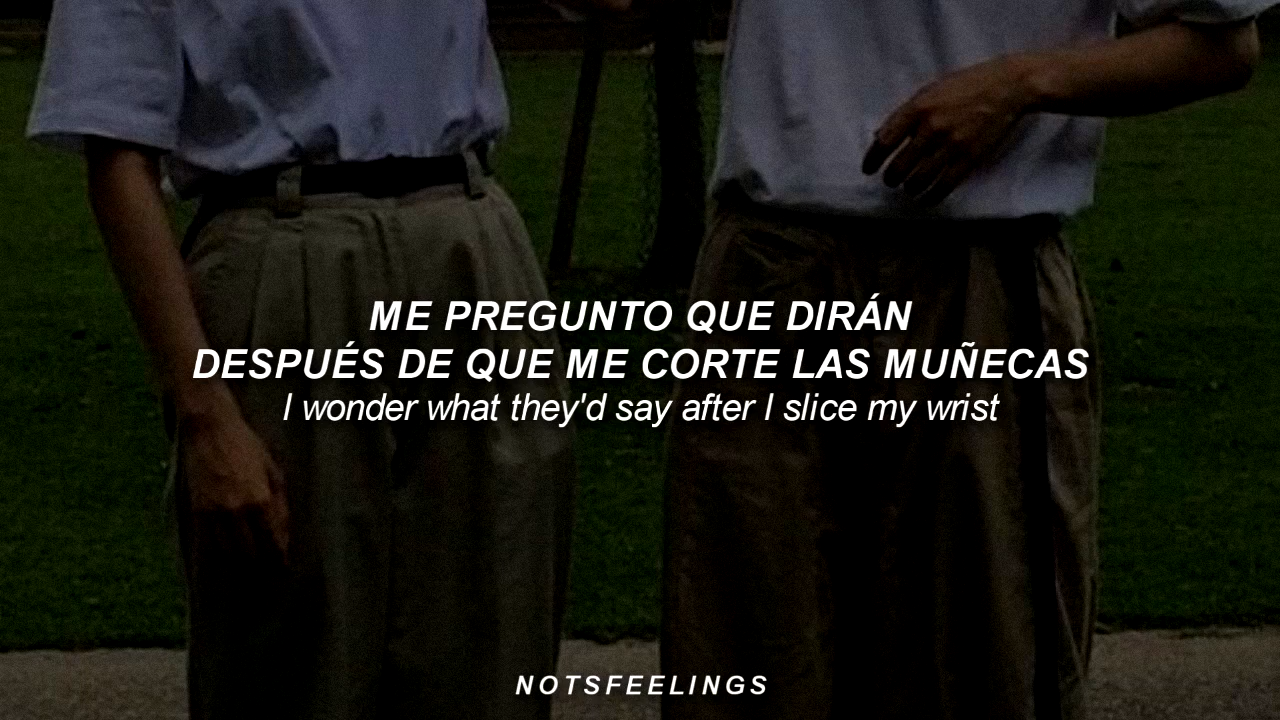 ME PREGUNTO QUE DIRÁN
DESPUÉS DE QUE ME CORTE LAS MUÑECAS
I wonder what they'd say after I slice my wrist
NOTSFEELINGS